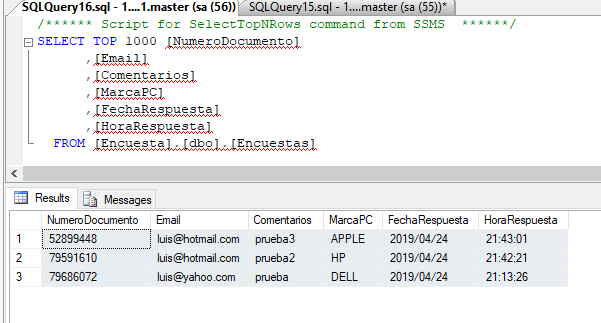 SQLQuery16.sql - 1....1.master (sa (56)) SQLQuery15.sql - 1....master (sa (55))*
/****** Script for SelectTopNRows command from SSMS ******/
SELECT TOP 1000 [NumeroDocumento]
,[Email]
,[Comentarios]
,[MarcaPC]
,[FechaRespuesta]
,[HoraRespuesta]
FROM [Encuesta].[dbo].[Encuestas]
Results Messages
NumeroDocumento Email Comentarios MarcaPC FechaRespuesta HoraRespuesta
1 52899448 luis@hotmail.com prueba3 APPLE 2019/04/24 21:43:01
2 79591610 luis@hotmail.com prueba2 HP 2019/04/24 21:42:21
3 79686072 luis@yahoo.com prueba DELL 2019/04/24 21:13:26